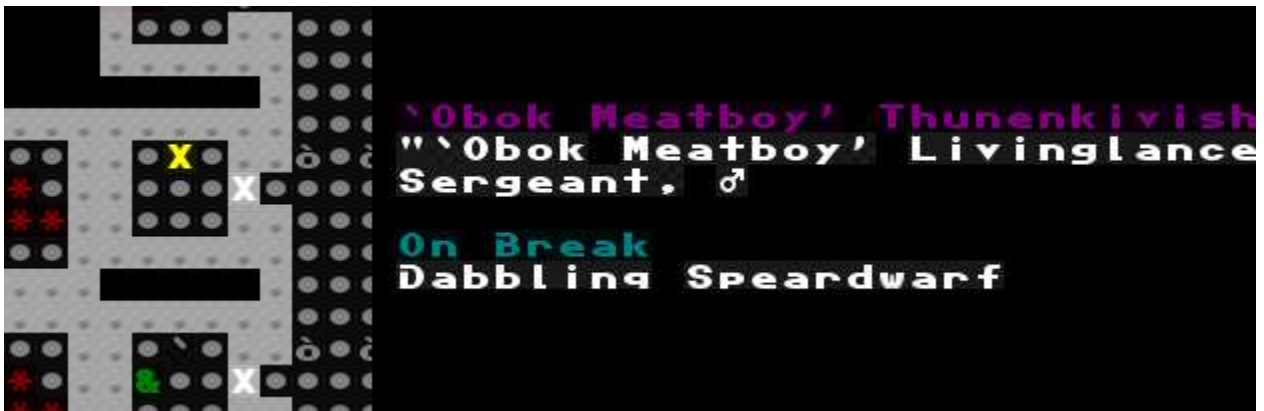 `Obok Meatboy' Thunenkivish
"`Obok Meatboy' Livinglance
Sergeant, ♂
On Break
Dabbling Speardwarf